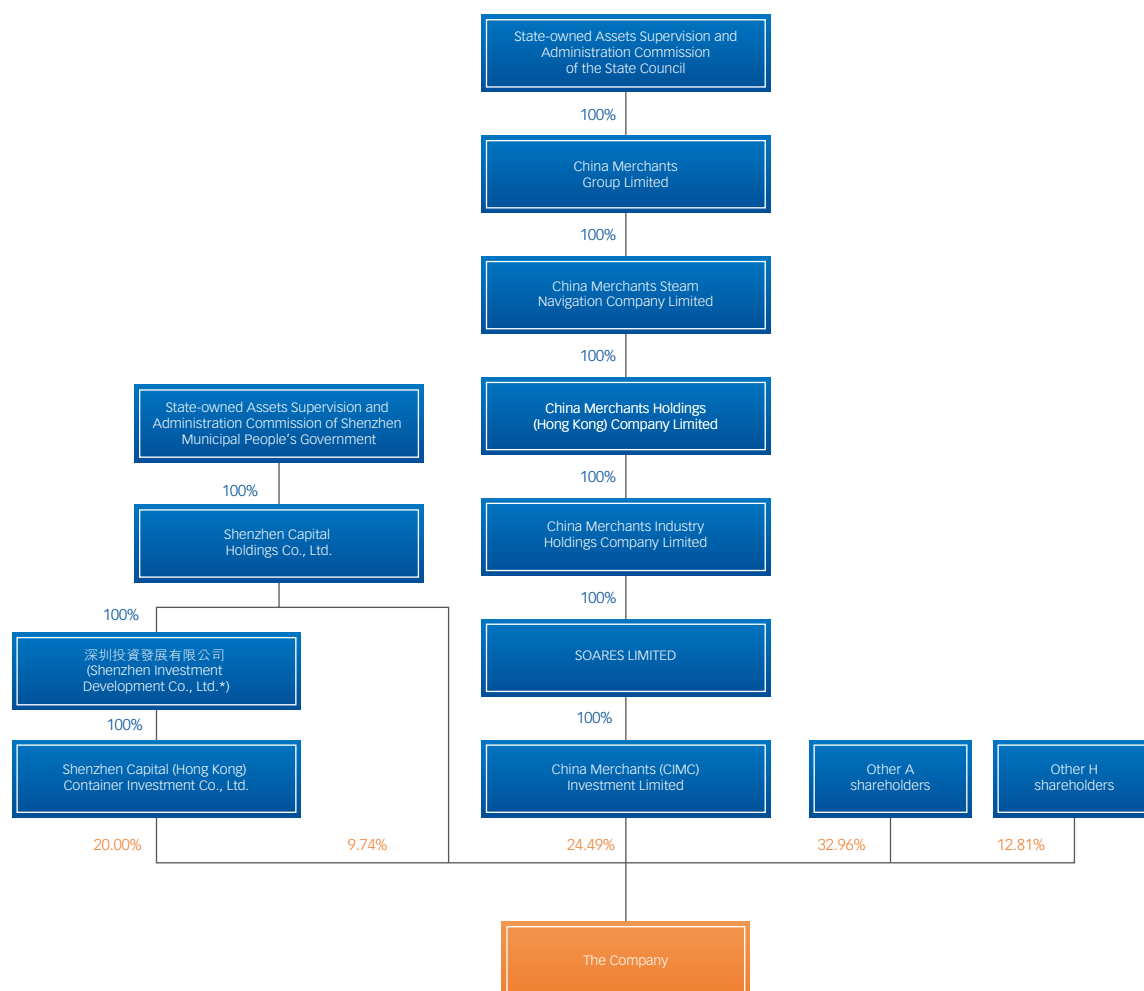 State-owned Assets Supervision and
Administration Commission
of the State Council
100%
China Merchants
Group Limited
100%
China Merchants Steam
Navigation Company Limited
100%
China Merchants Holdings
(Hong Kong) Company Limited
State-owned Assets Supervision and
Administration Commission of Shenzhen
Municipal People's Government
100%
100%
China Merchants Industry
Holdings Company Limited
Shenzhen Capital
Holdings Co., Ltd.
100%
100%
深圳投資發展有限公司
(Shenzhen Investment
Development Co., Ltd.*)
SOARES LIMITED
100%
100%
Shenzhen Capital (Hong Kong)
Container Investment Co., Ltd.
China Merchants (CIMC)
Investment Limited
Other A
shareholders
Other H
shareholders
20.00%
9.74%
24.49%
32.96%
12.81%
The Company